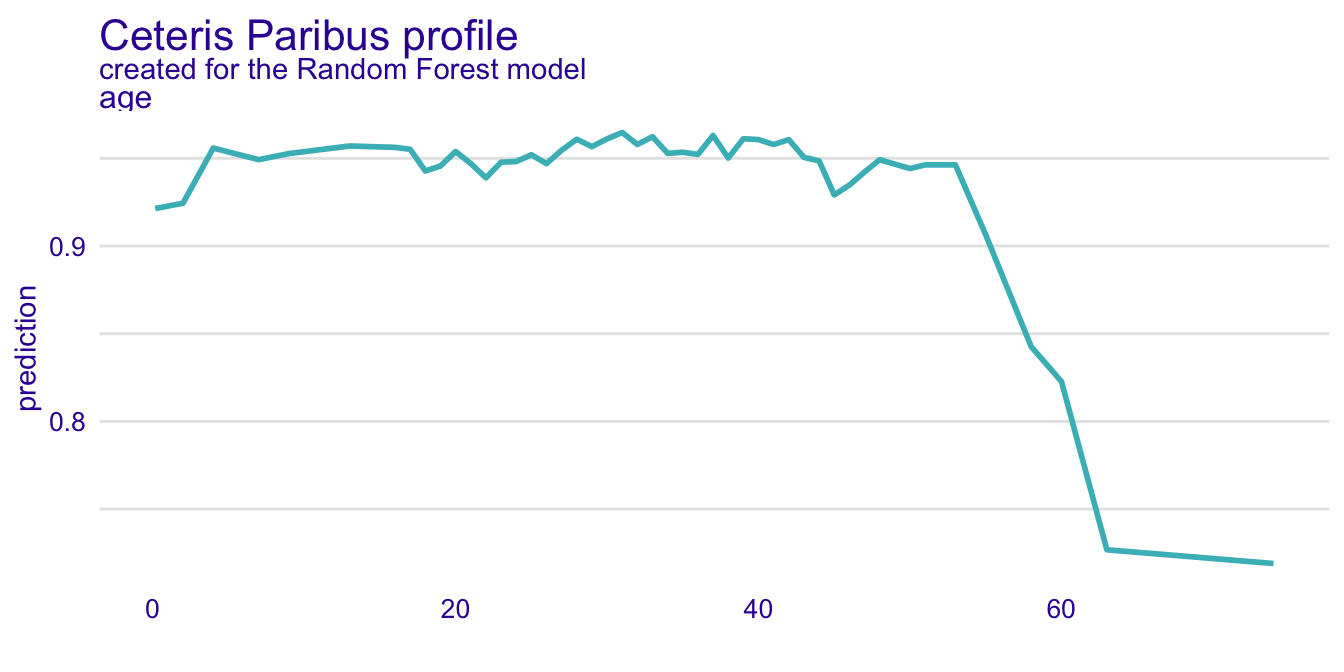 Ceteris Paribus profile
created for the Random Forest model
age
prediction
0.9
0.8
0 20 40 60